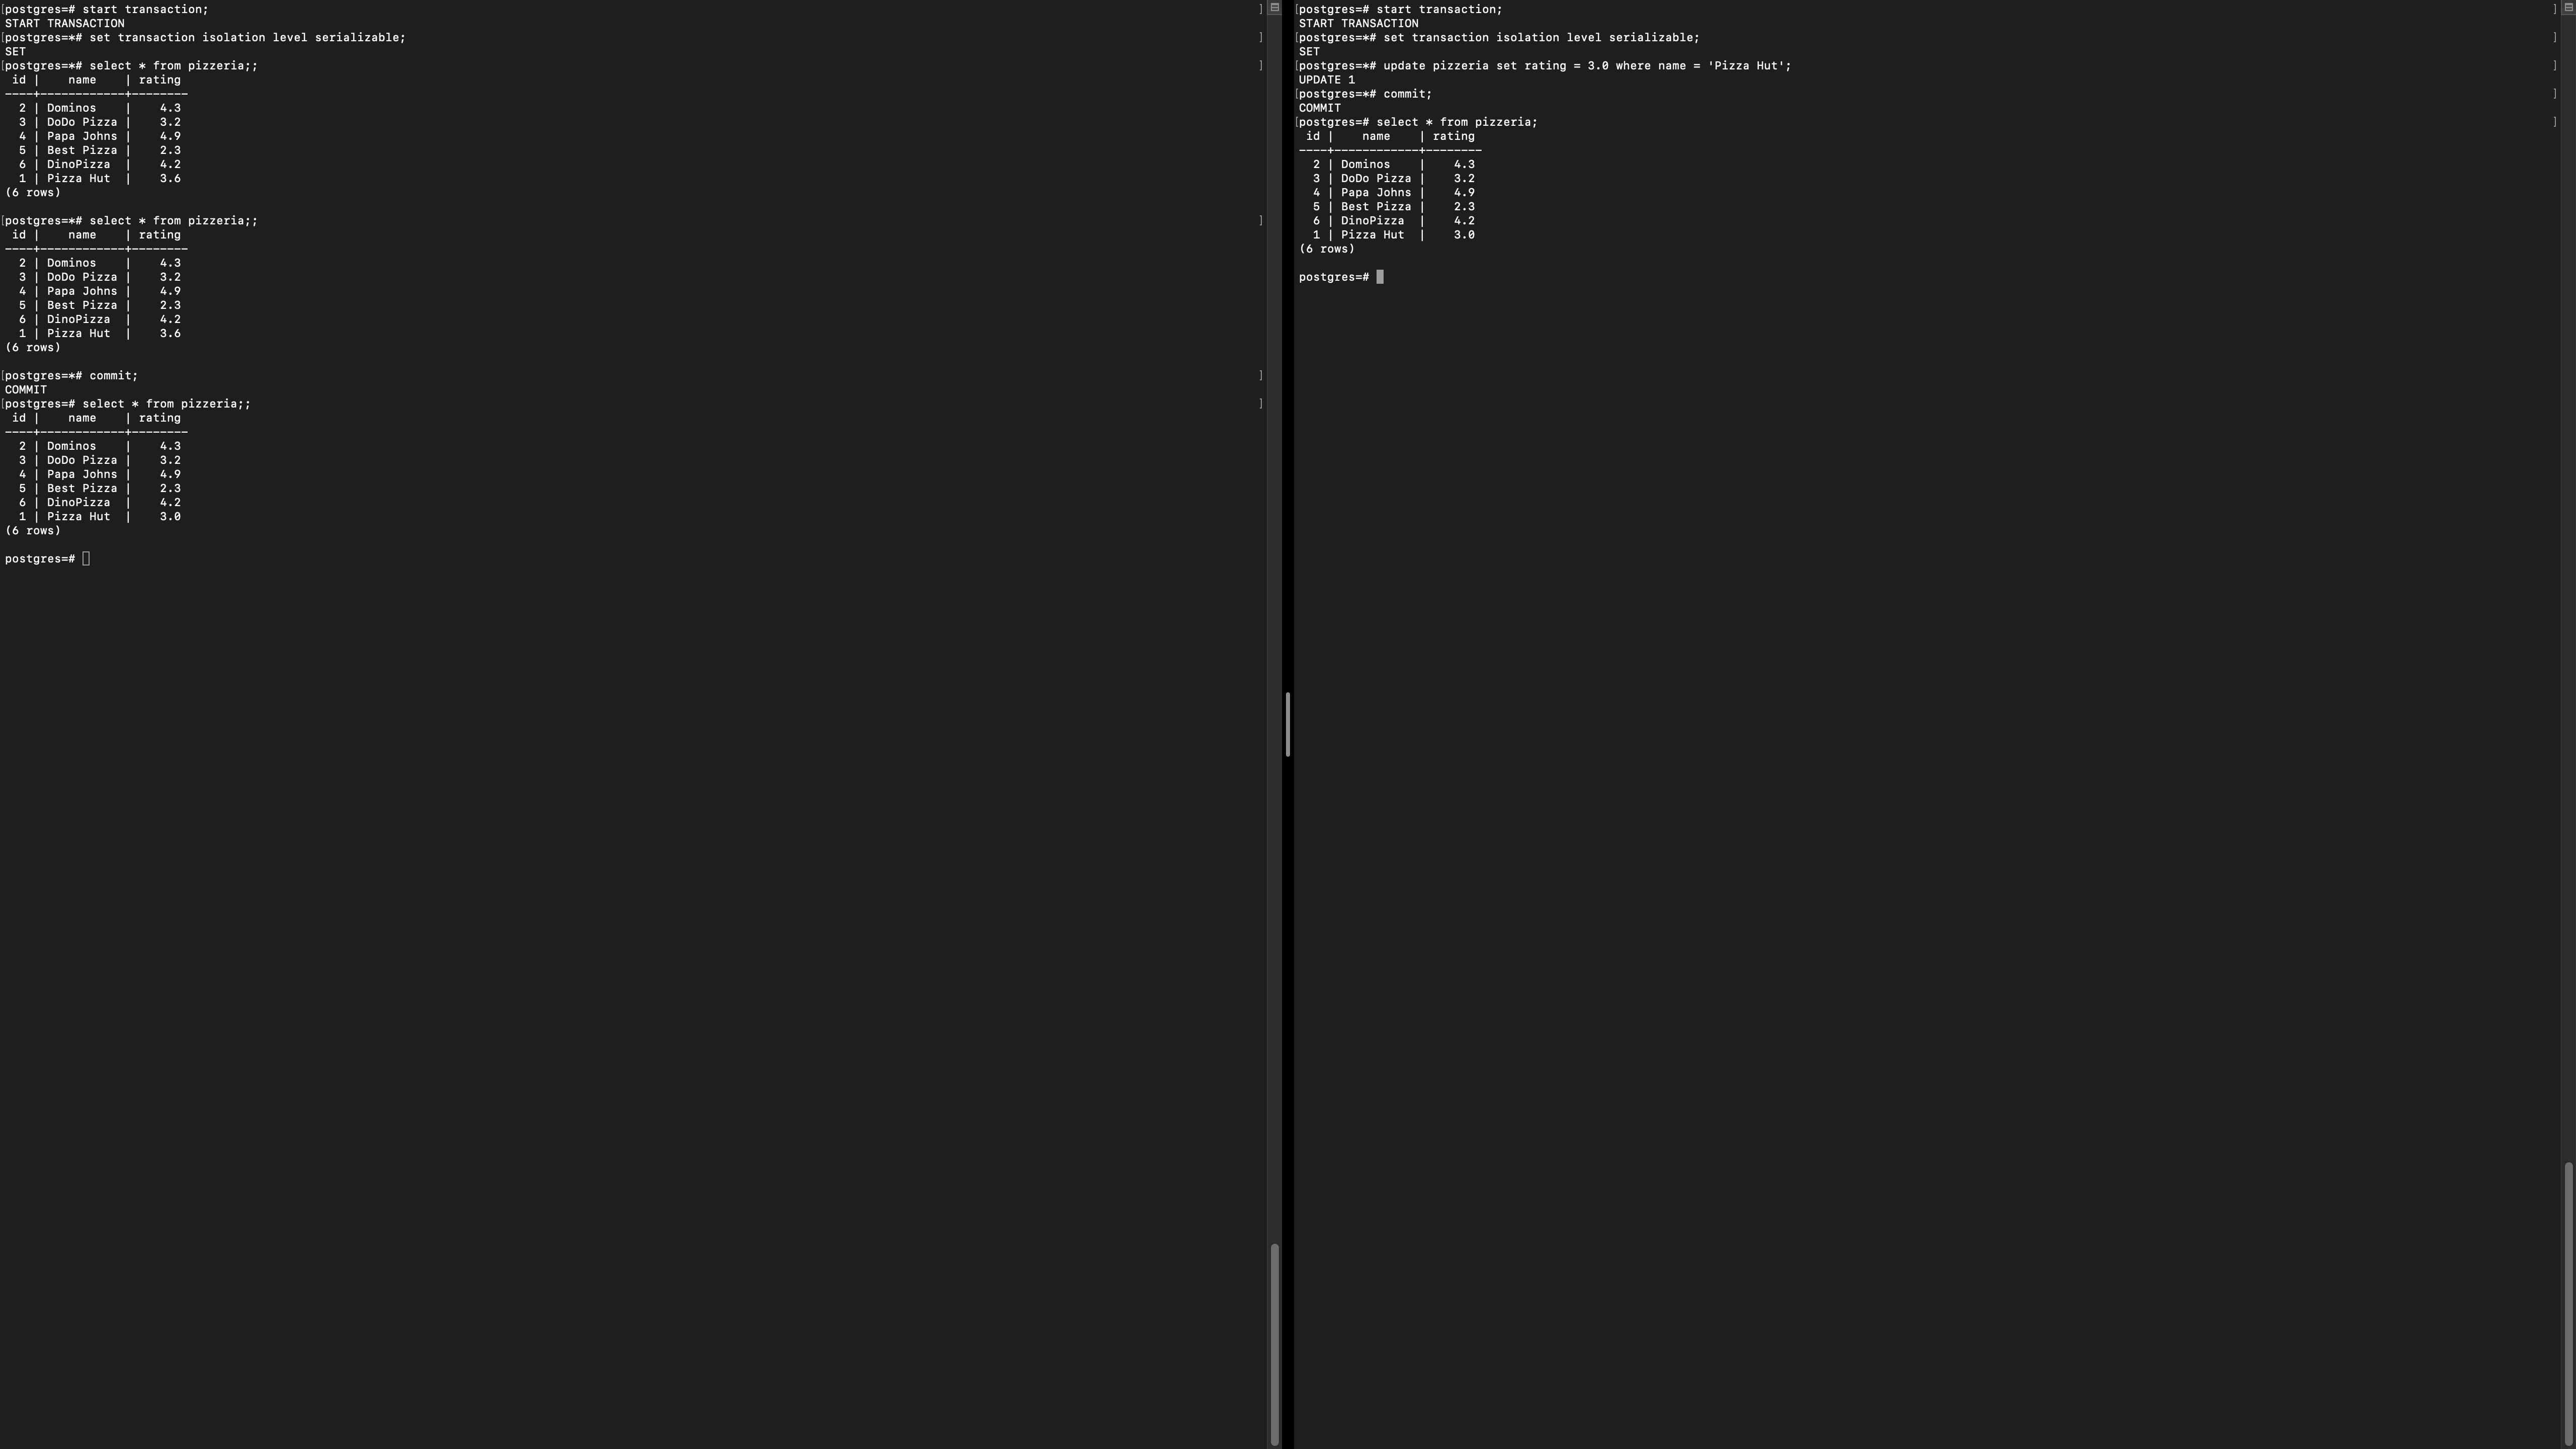 [postgres=# start transaction; ]
START TRANSACTION
[postgres=*# set transaction isolation level serializable; ]
SET
[postgres=*# select * from pizzeria;; ]
 id |    name    | rating
----+------------+--------
  2 | Dominos    |    4.3
  3 | DoDo Pizza |    3.2
  4 | Papa Johns |    4.9
  5 | Best Pizza |    2.3
  6 | DinoPizza  |    4.2
  1 | Pizza Hut  |    3.6
(6 rows)
[postgres=*# select * from pizzeria;; ]
 id |    name    | rating
----+------------+--------
  2 | Dominos    |    4.3
  3 | DoDo Pizza |    3.2
  4 | Papa Johns |    4.9
  5 | Best Pizza |    2.3
  6 | DinoPizza  |    4.2
  1 | Pizza Hut  |    3.6
(6 rows)
[postgres=*# commit; ]
COMMIT
[postgres=# select * from pizzeria;; ]
 id |    name    | rating
----+------------+--------
  2 | Dominos    |    4.3
  3 | DoDo Pizza |    3.2
  4 | Papa Johns |    4.9
  5 | Best Pizza |    2.3
  6 | DinoPizza  |    4.2
  1 | Pizza Hut  |    3.0
(6 rows)
postgres=#
[postgres=# start transaction; ]
START TRANSACTION
[postgres=*# set transaction isolation level serializable; ]
SET
[postgres=*# update pizzeria set rating = 3.0 where name = 'Pizza Hut'; ]
UPDATE 1
[postgres=*# commit; ]
COMMIT
[postgres=# select * from pizzeria; ]
 id |    name    | rating
----+------------+--------
  2 | Dominos    |    4.3
  3 | DoDo Pizza |    3.2
  4 | Papa Johns |    4.9
  5 | Best Pizza |    2.3
  6 | DinoPizza  |    4.2
  1 | Pizza Hut  |    3.0
(6 rows)
postgres=#